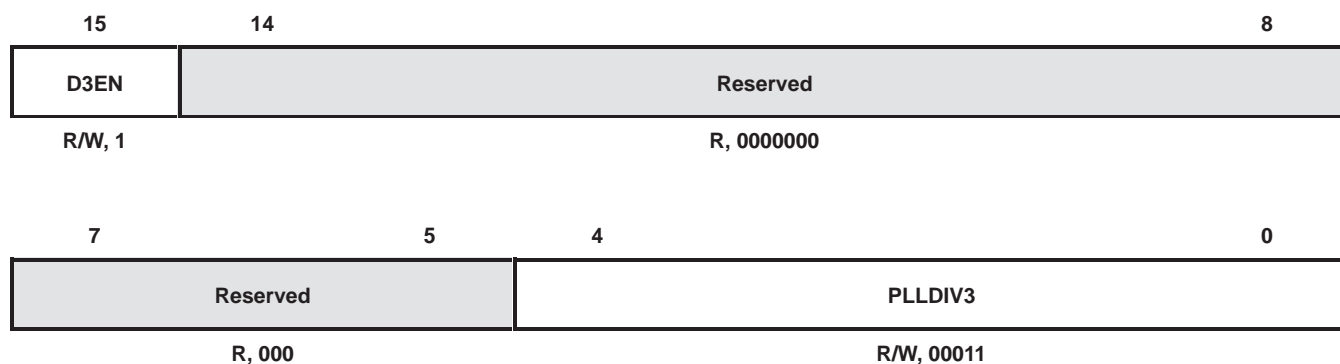 15 14 8
D3EN Reserved
R/W, 1 R, 0000000
7 5 4 0
Reserved PLLDIV3
R, 000 R/W, 00011